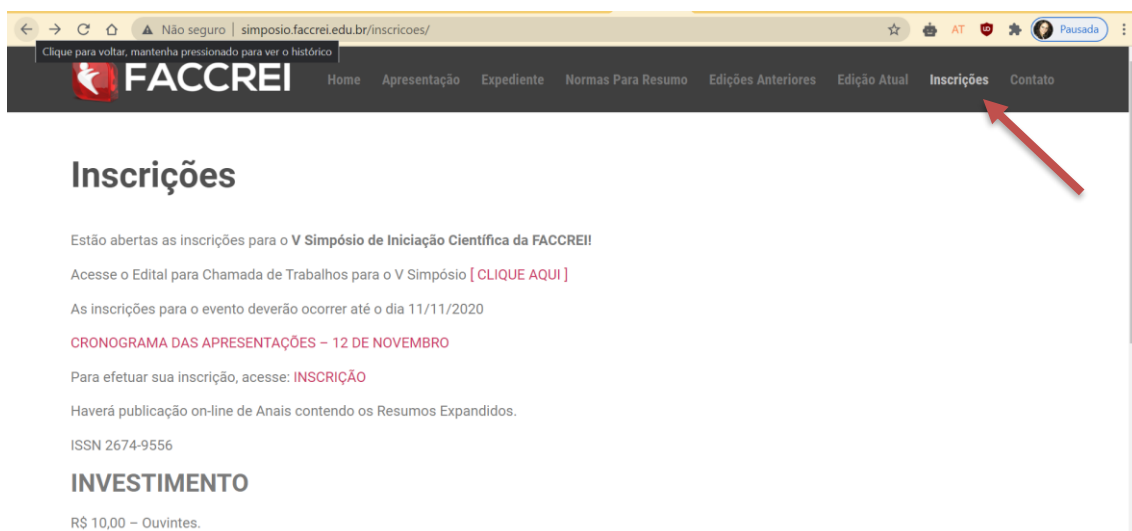 Não seguro | simposio.faccrei.edu.br/inscricoes/ AT Pausada
Clique para voltar, mantenha pressionado para ver o histórico
FACCREI Home Apresentação Expediente Normas Para Resumo Edições Anteriores Edição Atual Inscrições Contato
Inscrições
Estão abertas as inscrições para o V Simpósio de Iniciação Científica da FACCREI!
Acesse o Edital para Chamada de Trabalhos para o V Simpósio [ CLIQUE AQUI ]
As inscrições para o evento deverão ocorrer até o dia 11/11/2020
CRONOGRAMA DAS APRESENTAÇÕES – 12 DE NOVEMBRO
Para efetuar sua inscrição, acesse: INSCRIÇÃO
Haverá publicação on-line de Anais contendo os Resumos Expandidos.
ISSN 2674-9556
INVESTIMENTO
R$ 10,00 – Ouvintes.